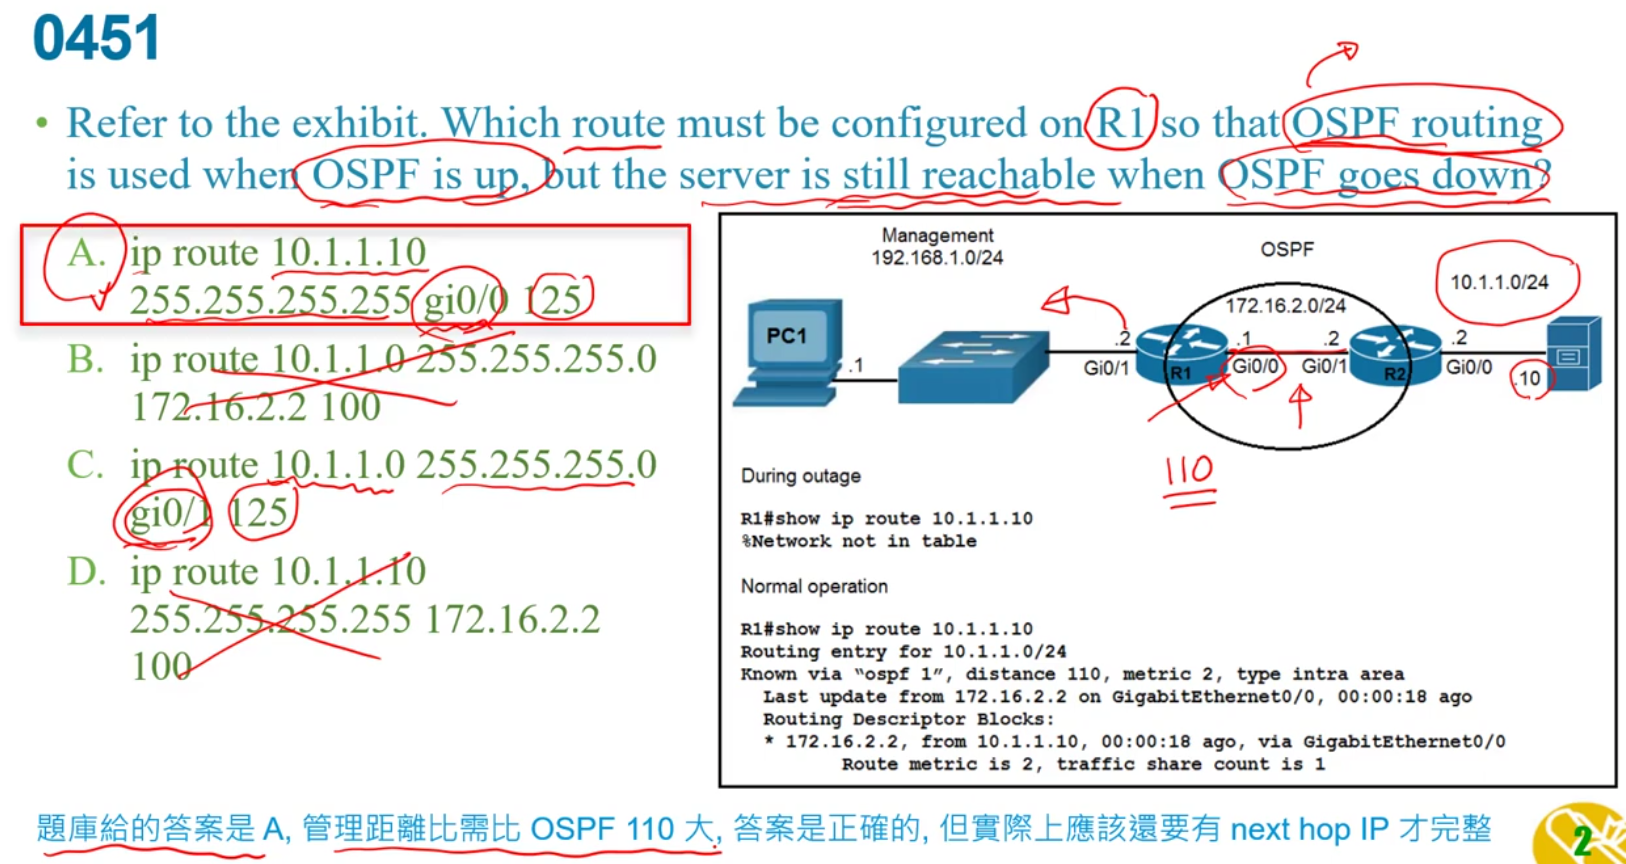 0451
• Refer to the exhibit. Which route must be configured on R1 so that OSPF routing
is used when OSPF is up, but the server is still reachable when OSPF goes down?
A. ip route 10.1.1.10
255.255.255.255 gi0/0 125
B. ip route 10.1.1.0 255.255.255.0
172.16.2.2 100
C. ip route 10.1.1.0 255.255.255.0
gi0/1 125
D. ip route 10.1.1.10
255.255.255.255 172.16.2.2
100
Management
192.168.1.0/24
OSPF
10.1.1.0/24
172.16.2.0/24
PC1
.1
.2
Gi0/1
R1
.1
Gi0/0
.2
Gi0/1
R2
.2
Gi0/0
.10
110
During outage
R1#show ip route 10.1.1.10
%Network not in table
Normal operation
R1#show ip route 10.1.1.10
Routing entry for 10.1.1.0/24
Known via “ospf 1”, distance 110, metric 2, type intra area
Last update from 172.16.2.2 on GigabitEthernet0/0, 00:00:18 ago
Routing Descriptor Blocks:
* 172.16.2.2, from 10.1.1.10, 00:00:18 ago, via GigabitEthernet0/0
Route metric is 2, traffic share count is 1
題庫給的答案是 A, 管理距離比需比 OSPF 110 大, 答案是正確的, 但實際上應該還要有 next hop IP 才完整
2